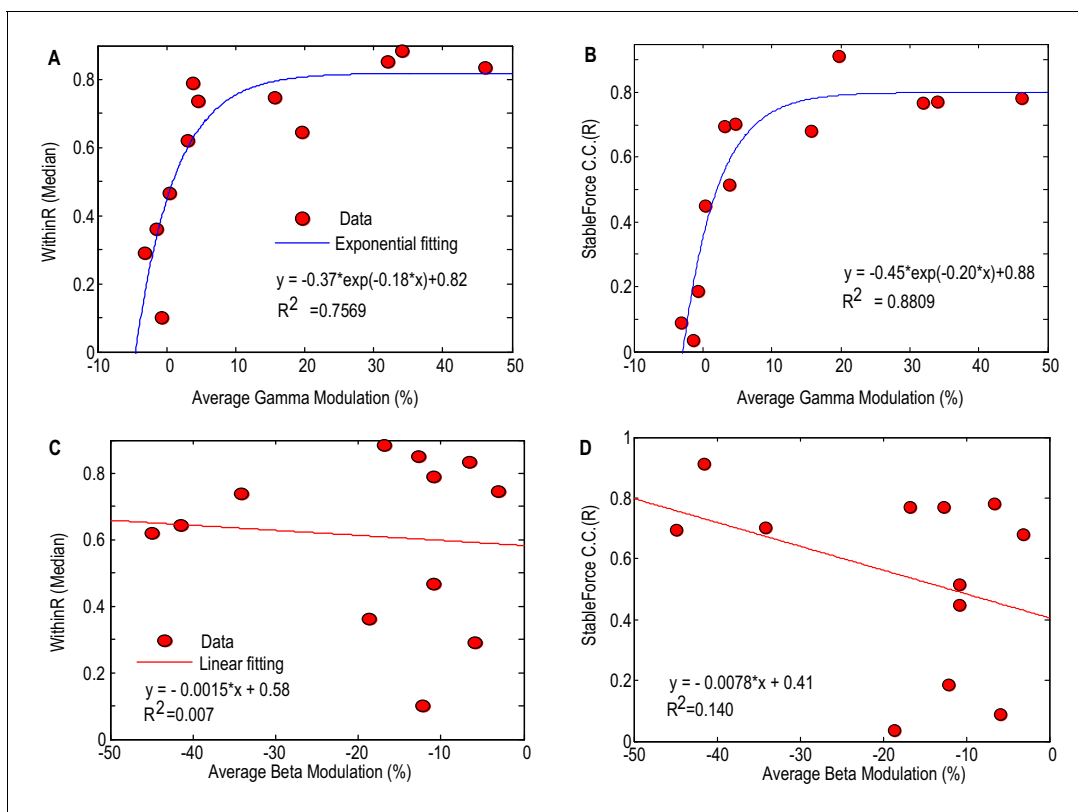 A
WithinR (Median)
0.8
0.6
0.4
0.2
0
Data
Exponential fitting
y = -0.37*exp(-0.18*x)+0.82
R2 =0.7569
-10 0 10 20 30 40 50
Average Gamma Modulation (%)
B
StableForce C.C.(R)
0.8
0.6
0.4
0.2
0
y = -0.45*exp(-0.20*x)+0.88
R2 = 0.8809
-10 0 10 20 30 40 50
Average Gamma Modulation (%)
C
WithinR (Median)
0.8
0.6
0.4
0.2
0
Data
Linear fitting
y = - 0.0015*x + 0.58
R2=0.007
-50 -40 -30 -20 -10 0
Average Beta Modulation (%)
D
StableForce C.C.(R)
1
0.8
0.6
0.4
0.2
0
y = - 0.0078*x + 0.41
R2=0.140
-50 -40 -30 -20 -10 0
Average Beta Modulation (%)